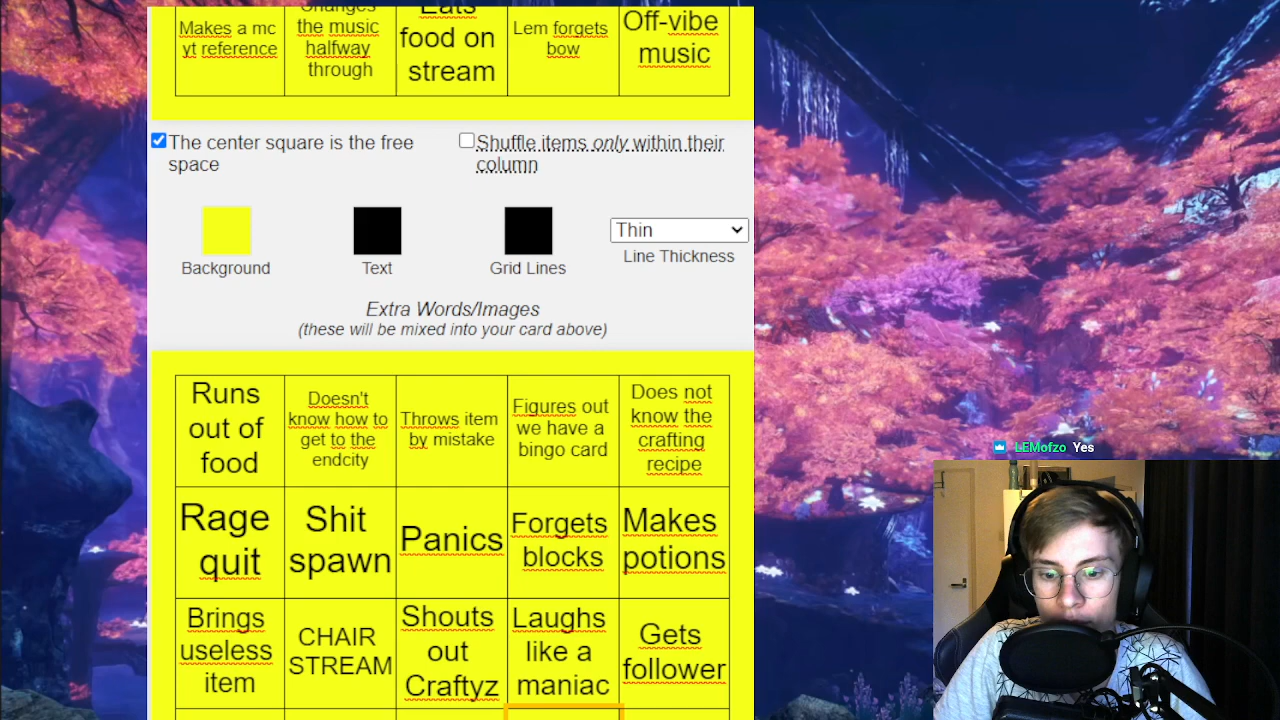 Makes a mc
yt reference
Changes
the music
halfway
through
Eats
food on
stream
Lem forgets
bow
Off-vibe
music
The center square is the free
space
Shuffle items only within their
column
Background
Text
Grid Lines
Thin
Line Thickness
Extra Words/Images
(these will be mixed into your card above)
Runs
out of
food
Doesn't
know how to
get to the
endcity
Throws item
by mistake
Figures out
we have a
bingo card
Does not
know the
crafting
recipe
LEMofzo Yes
Rage
quit
Shit
spawn
Panics
Forgets
blocks
Makes
potions
Brings
useless
item
CHAIR
STREAM
Shouts
out
Craftyz
Laughs
like a
maniac
Gets
follower